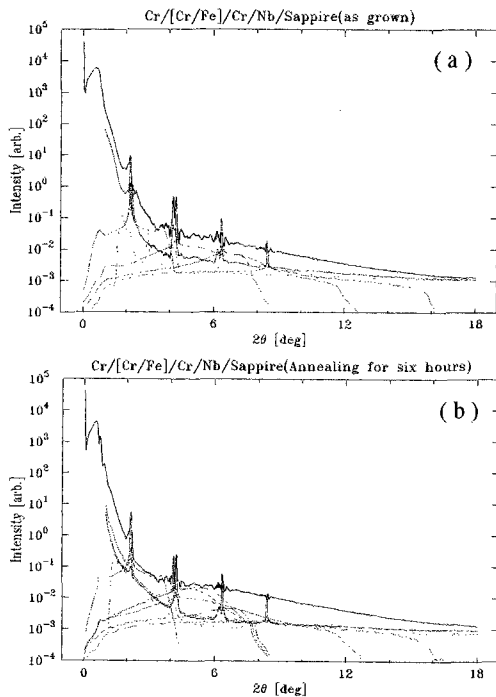 Cr/[Cr/Fe]/Cr/Nb/Sappire(as grown)
(a)
10^5
10^4
10^3
10^2
10^1
10^0
10^-1
10^-2
10^-3
10^-4
Intensity [arb.]
0 6 12 18
2θ [deg]
Cr/[Cr/Fe]/Cr/Nb/Sappire(Annealing for six hours)
(b)
10^5
10^4
10^3
10^2
10^1
10^0
10^-1
10^-2
10^-3
10^-4
Intensity [arb.]
0 6 12 18
2θ [deg]